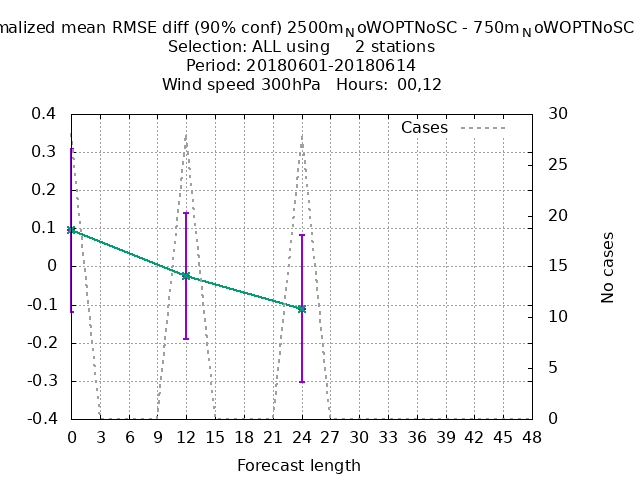 malized mean RMSE diff (90% conf) 2500mNoWOPTNoSC - 750mNoWOPTNoSC
Selection: ALL using 2 stations
Period: 20180601-20180614
Wind speed 300hPa Hours: 00,12
Cases
0.4
0.3
0.2
0.1
0
-0.1
-0.2
-0.3
-0.4
30
25
20
15
10
5
0
No cases
0 3 6 9 12 15 18 21 24 27 30 33 36 39 42 45 48
Forecast length